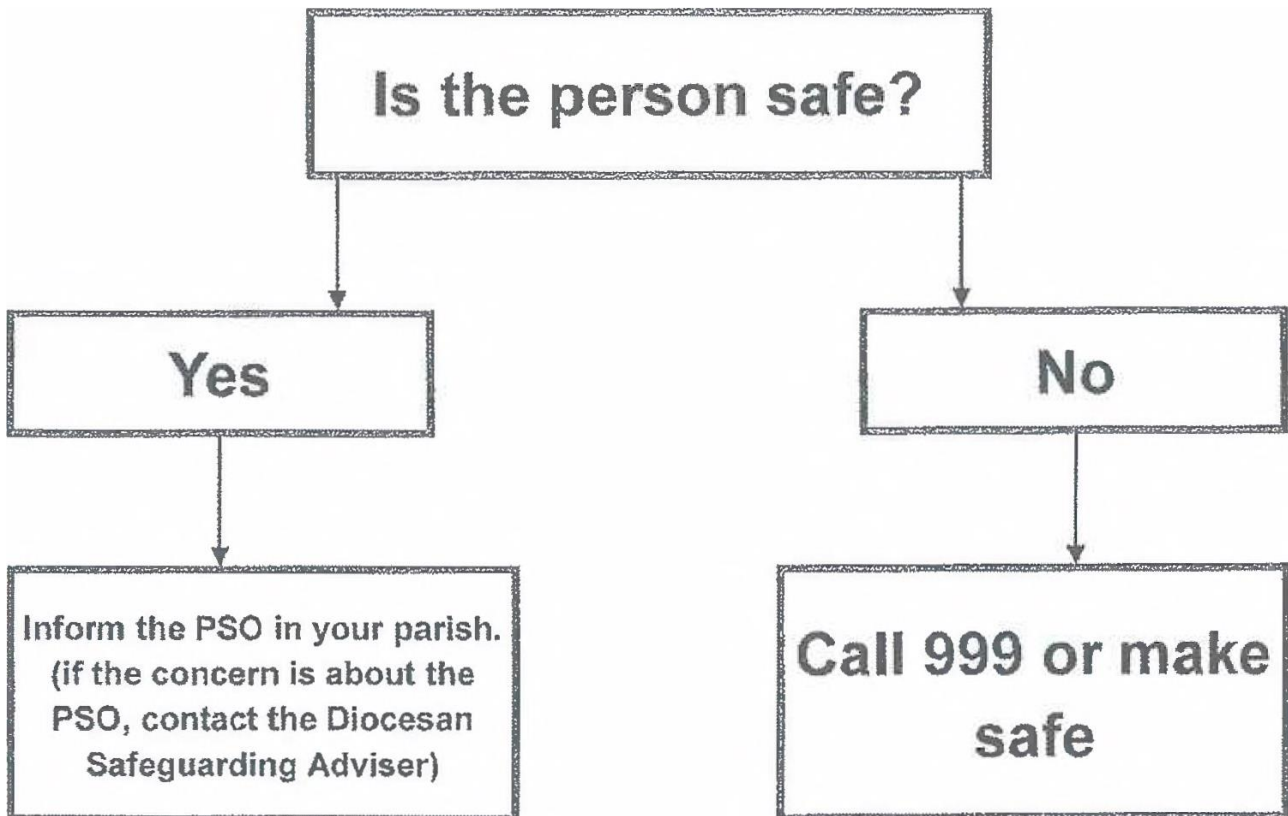 Is the person safe?
Yes
No
Inform the PSO in your parish.
(if the concern is about the
PSO, contact the Diocesan
Safeguarding Adviser)
Call 999 or make
safe